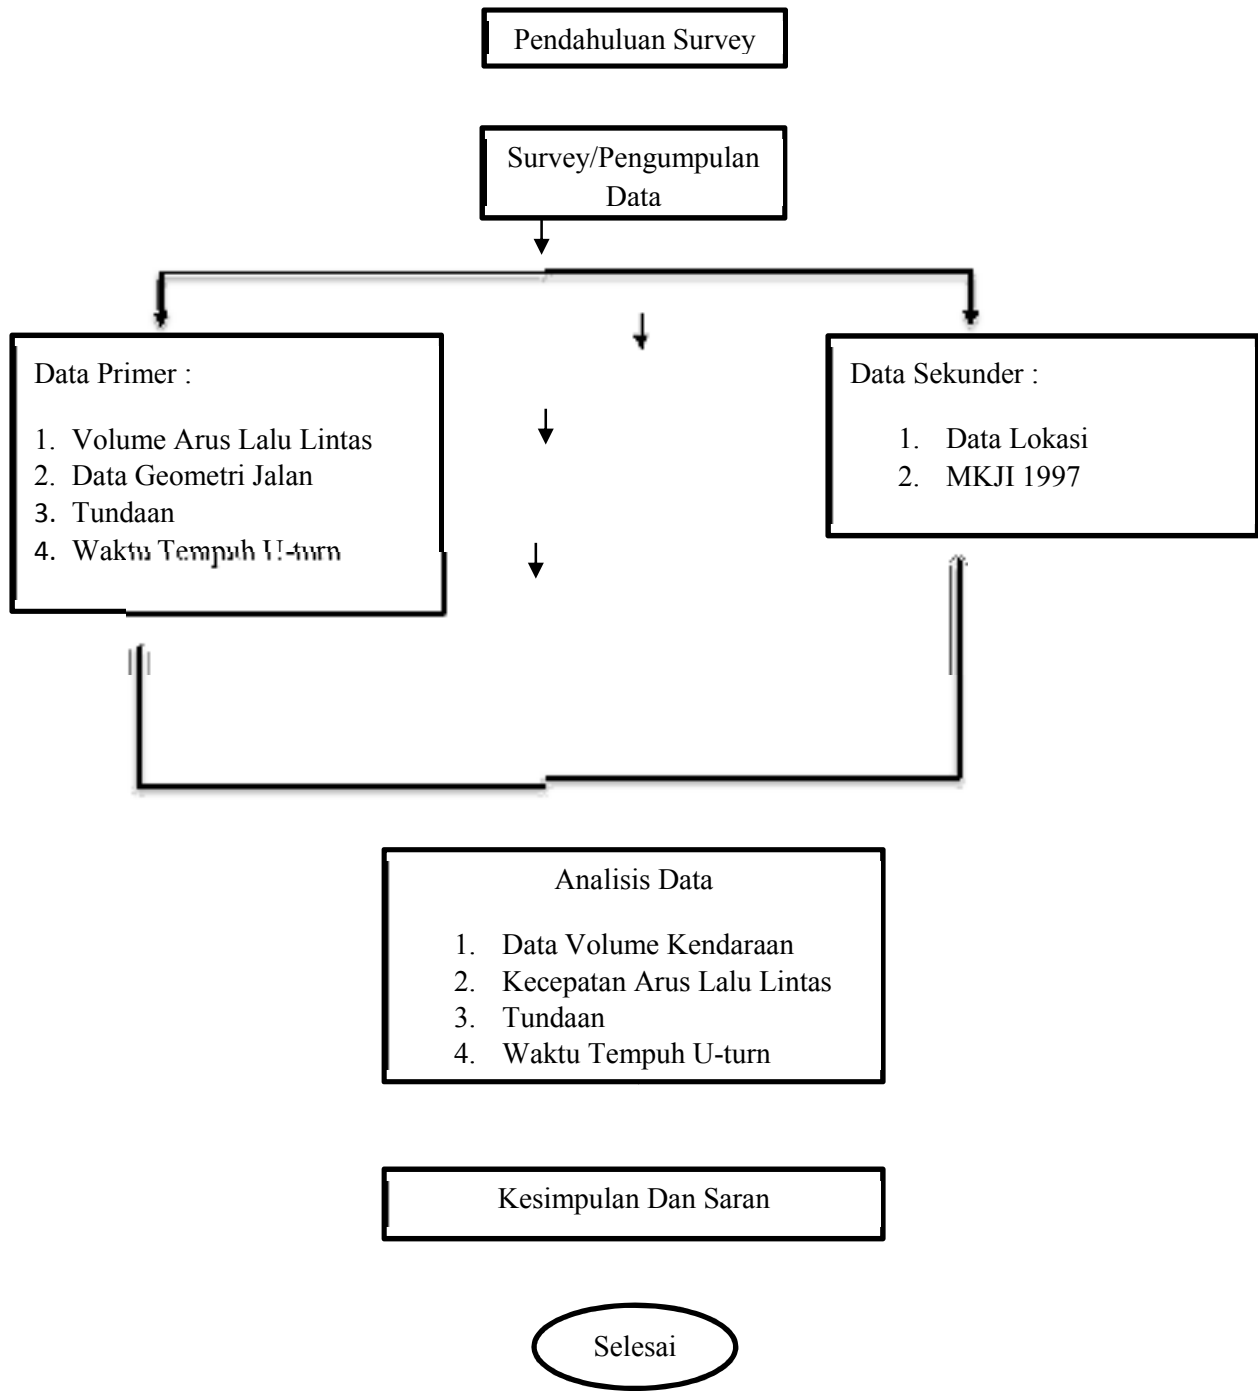 Pendahuluan Survey
Survey/Pengumpulan
Data
Data Primer :
1. Volume Arus Lalu Lintas
2. Data Geometri Jalan
3. Tundaan
4. Waktu Tempuh U-turn
Data Sekunder :
1. Data Lokasi
2. MKJI 1997
Analisis Data
1. Data Volume Kendaraan
2. Kecepatan Arus Lalu Lintas
3. Tundaan
4. Waktu Tempuh U-turn
Kesimpulan Dan Saran
Selesai